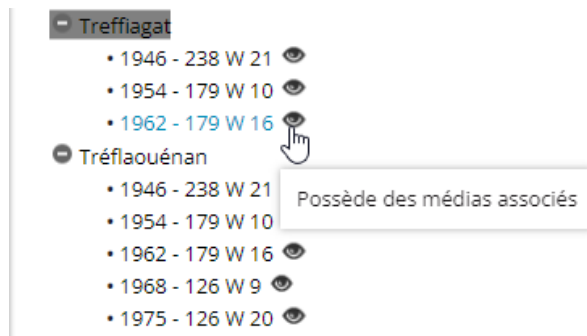 Treffiagat
• 1946 - 238 W 21
• 1954 - 179 W 10
• 1962 - 179 W 16
Tréflaouénan
• 1946 - 238 W 21
Possède des médias associés
• 1954 - 179 W 10
• 1962 - 179 W 16
• 1968 - 126 W 9
• 1975 - 126 W 20